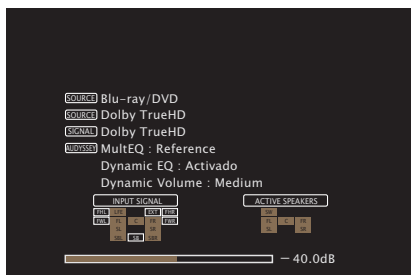 SOURCE Blu-ray/DVD
SOURCE Dolby TrueHD
SIGNAL Dolby TrueHD
AUDYSSEY MultEQ : Reference
Dynamic EQ : Activado
Dynamic Volume : Medium
INPUT SIGNAL ACTIVE SPEAKERS
FHL LFE EXT FHR SW
FWL FL C FR FWR FL C FR
SL SR SL SR
SBL SB SBR
- 40.0dB